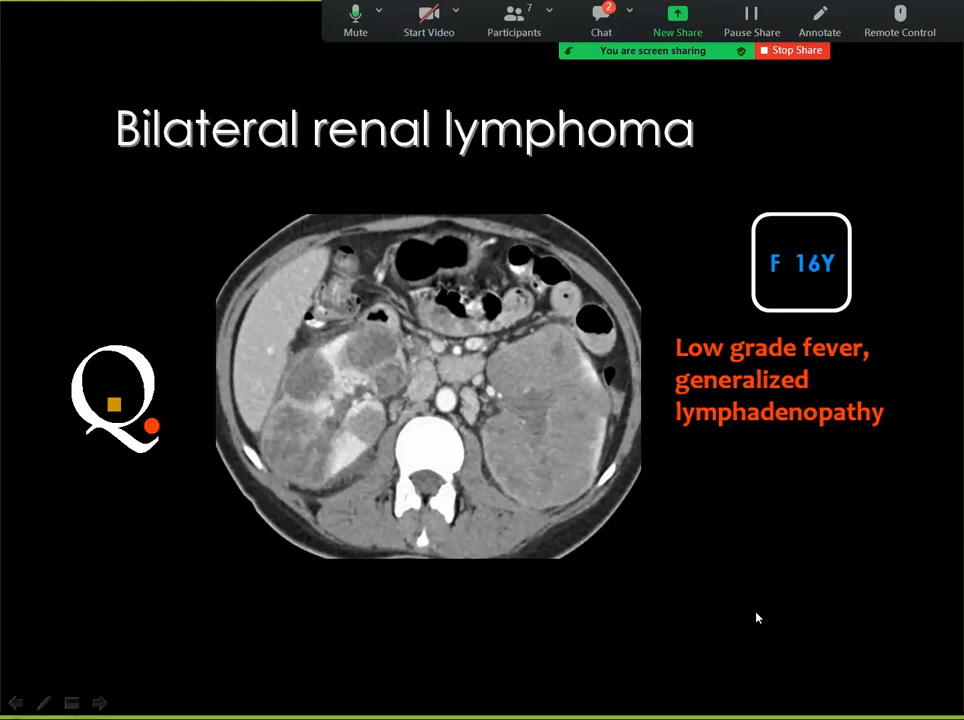 7
2
Mute
Start Video
Participants
Chat
New Share
Pause Share
Annotate
Remote Control
You are screen sharing
Stop Share
Bilateral renal lymphoma
F 16Y
Low grade fever,
generalized
lymphadenopathy
Q